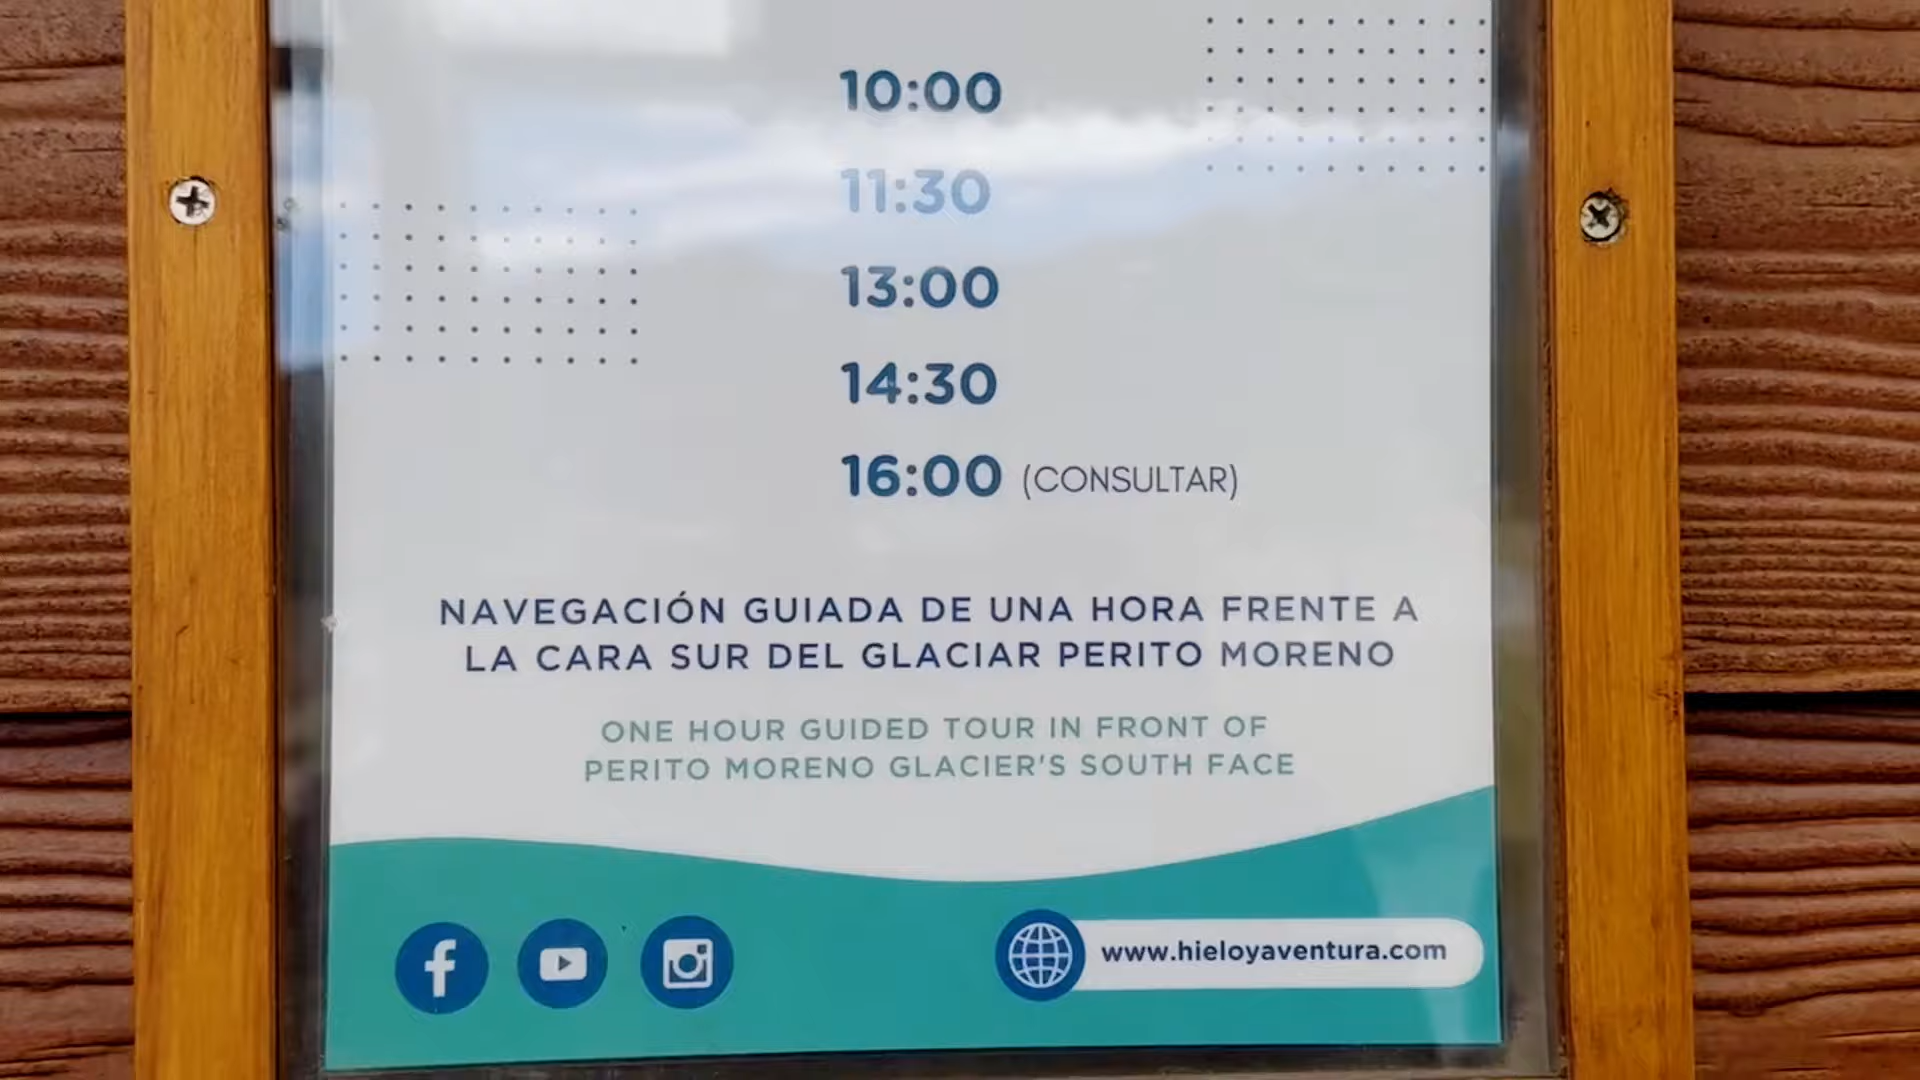 10:00
11:30
13:00
14:30
16:00 (CONSULTAR)
NAVEGACIÓN GUIADA DE UNA HORA FRENTE A
LA CARA SUR DEL GLACIAR PERITO MORENO
ONE HOUR GUIDED TOUR IN FRONT OF
PERITO MORENO GLACIER'S SOUTH FACE
www.hieloyaventura.com